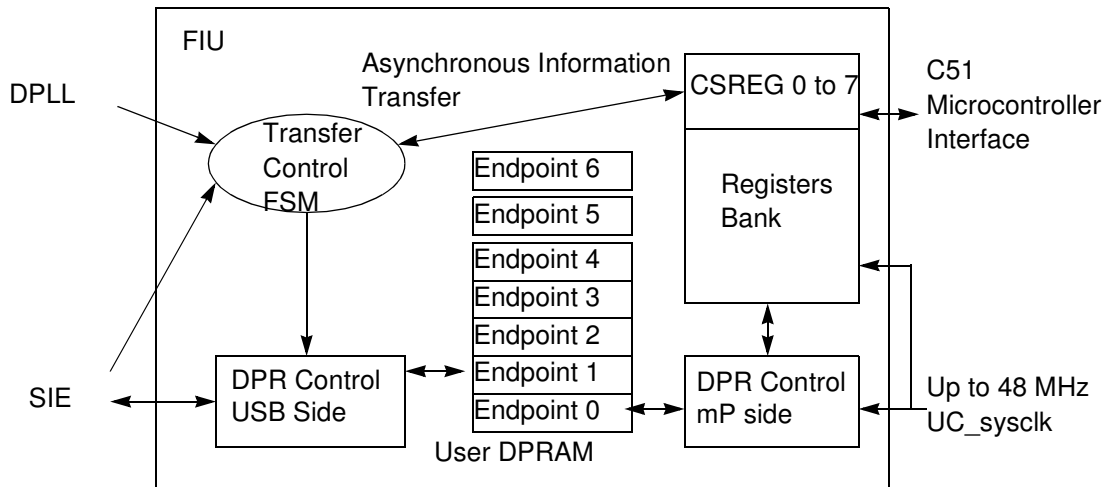 FIU
DPLL
Asynchronous Information
Transfer
CSREG 0 to 7
C51
Microcontroller
Interface
Transfer
Control
FSM
Endpoint 6
Endpoint 5
Endpoint 4
Endpoint 3
Endpoint 2
Endpoint 1
Endpoint 0
User DPRAM
Registers
Bank
SIE
DPR Control
USB Side
DPR Control
mP side
Up to 48 MHz
UC_sysclk